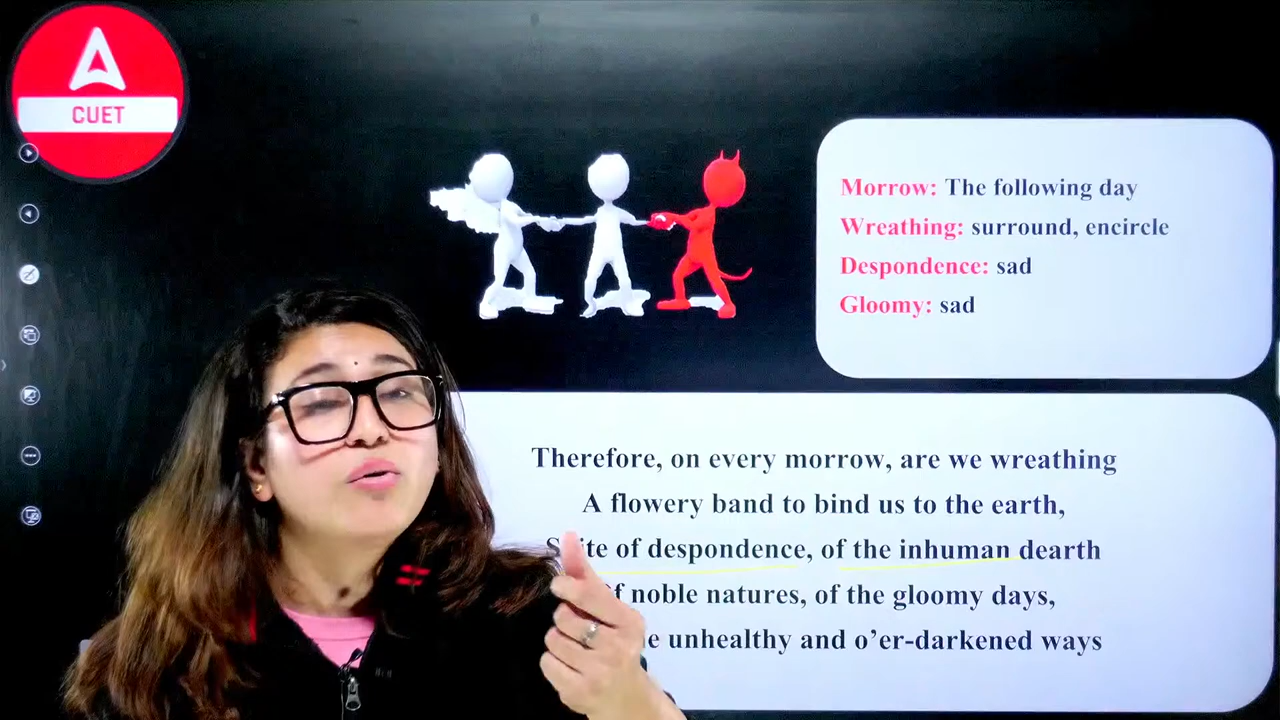 CUET
Morrow: The following day
Wreathing: surround, encircle
Despondence: sad
Gloomy: sad
Therefore, on every morrow, are we wreathing
A flowery band to bind us to the earth,
of despondence, of the inhuman dearth
noble natures, of the gloomy days,
unhealthy and o'er-darkened ways